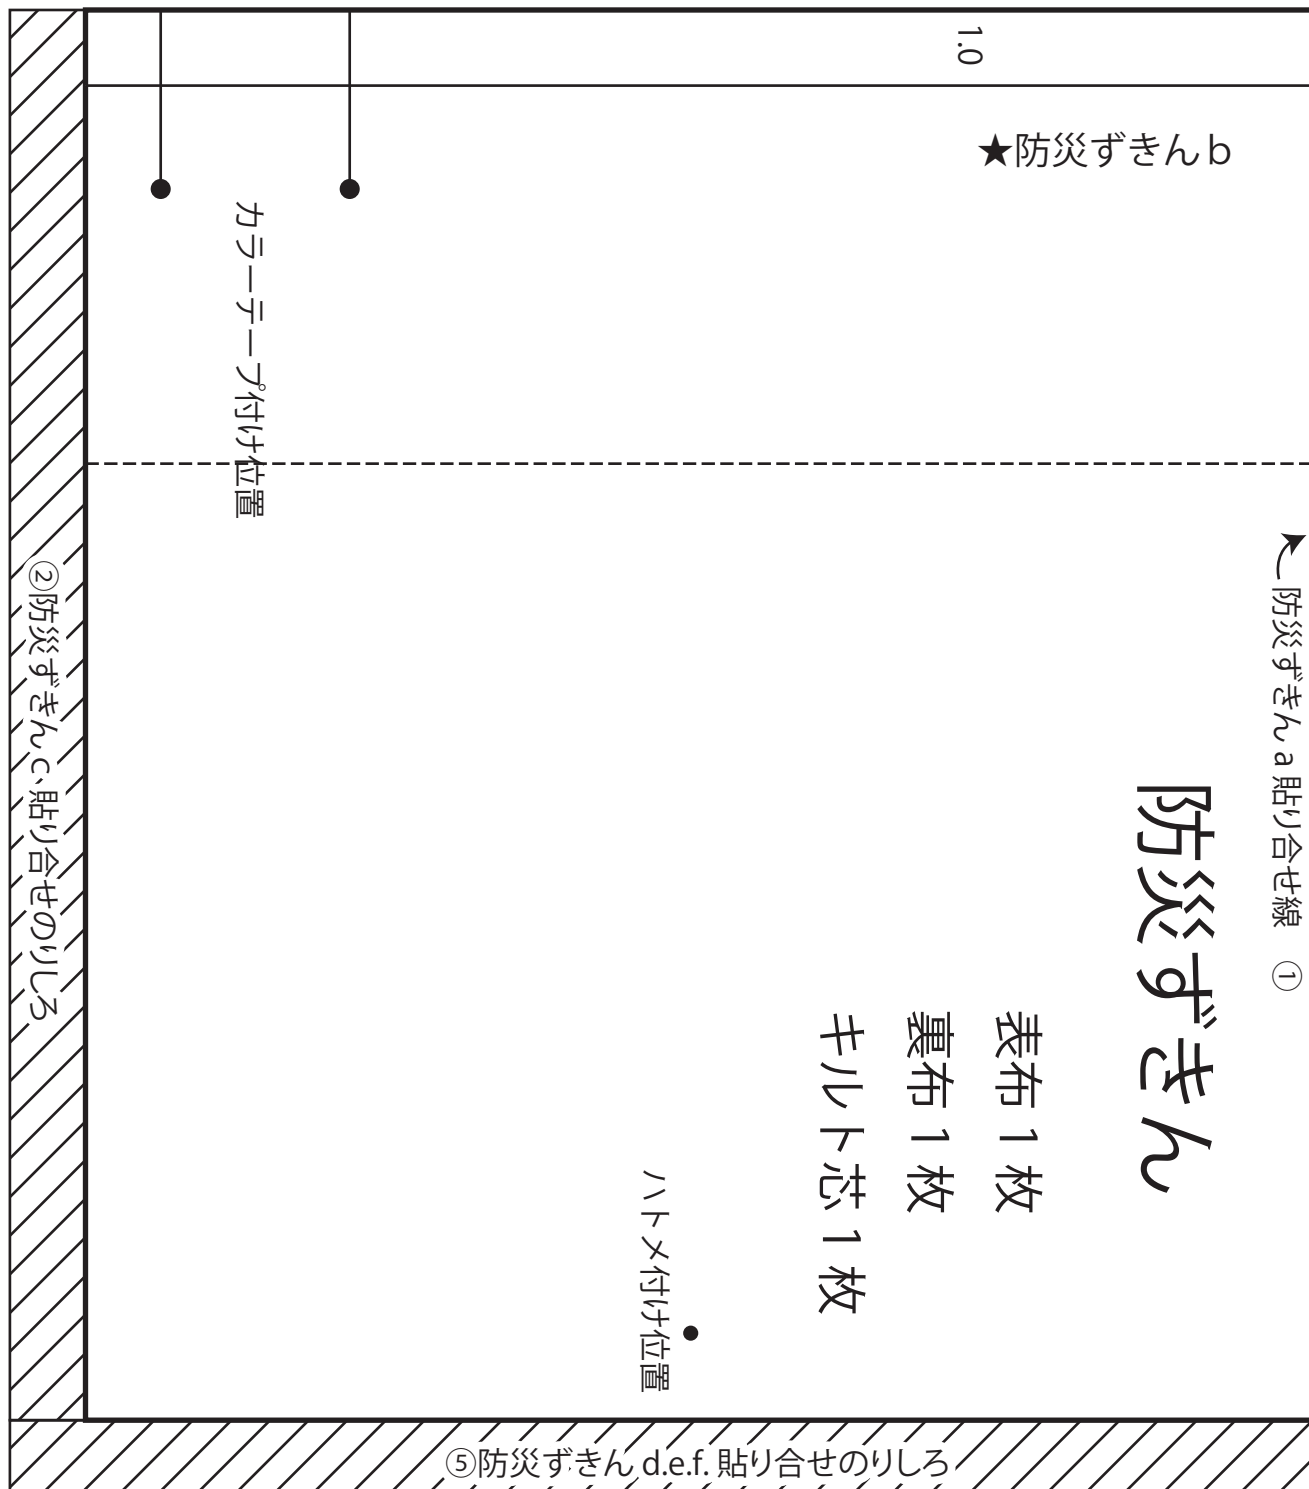 1.0
★防災ずきん b
カラーテープ付け位置
防災ずきん a 貼り合せ線 ①
防災ずきん
表布 1 枚
裏布 1 枚
キルト芯 1 枚
ハトメ付け位置
②防災ずきん c、貼り合せのりしろ
⑤防災ずきん d.e.f. 貼り合せのりしろ